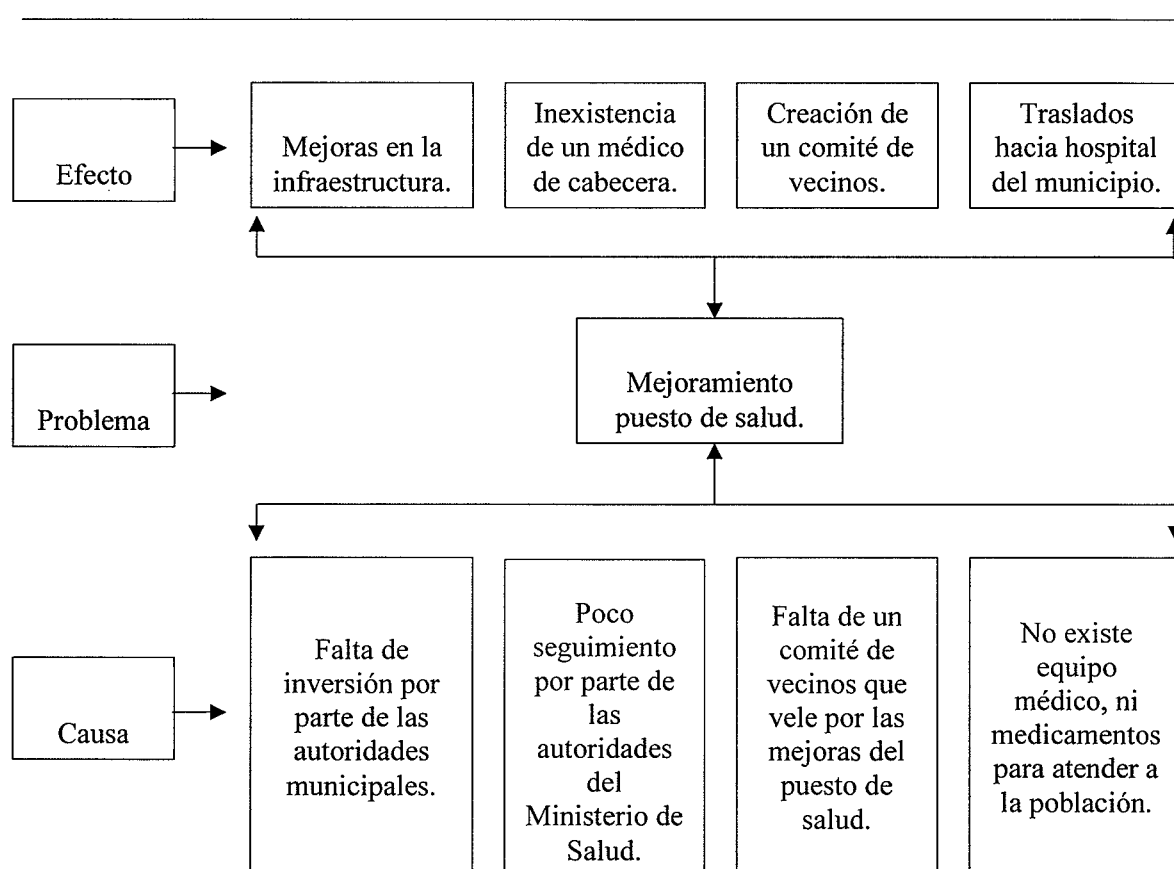 Efecto
Mejoras en la
infraestructura.
Inexistencia
de un médico
de cabecera.
Creación de
un comité de
vecinos.
Traslados
hacia hospital
del municipio.
Problema
Mejoramiento
puesto de salud.
Causa
Falta de
inversión por
parte de las
autoridades
municipales.
Poco
seguimiento
por parte de
las
autoridades
del
Ministerio de
Salud.
Falta de un
comité de
vecinos que
vele por las
mejoras del
puesto de
salud.
No existe
equipo
médico, ni
medicamentos
para atender a
la población.